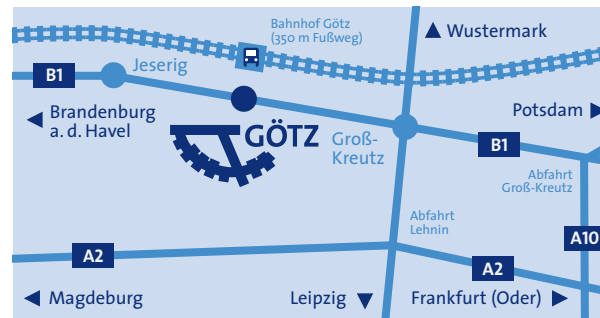 Bahnhof Götz
(350 m Fußweg)
Wustermark
B1
Jeserig
Brandenburg
a. d. Havel
GÖTZ
Groß-
Kreutz
Potsdam
B1
Abfahrt
Groß-Kreutz
Abfahrt
Lehnin
A10
A2
A2
Magdeburg
Leipzig
Frankfurt (Oder)